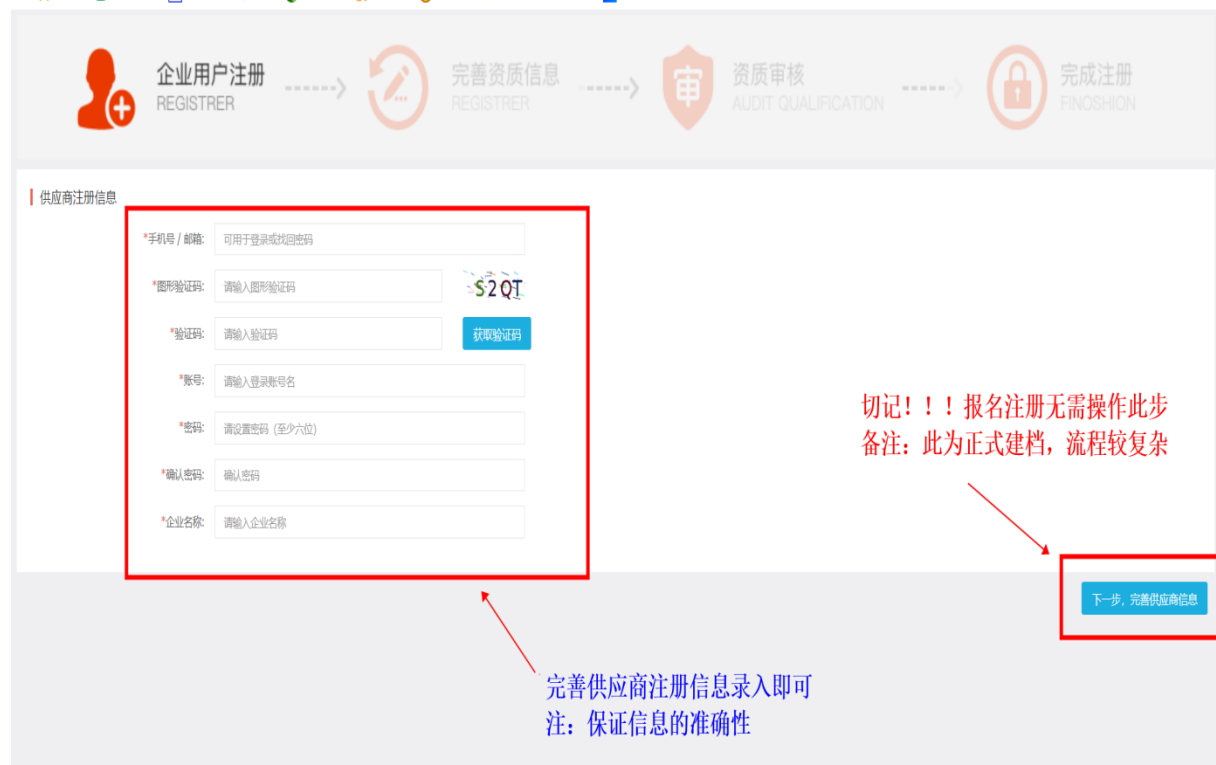 企业用户注册
REGISTRER
完善资质信息
REGISTRER
审
资质审核
AUDIT QUALIFICATION
完成注册
FINOSHION
供应商注册信息
*手机号 / 邮箱: 可用于登录或找回密码
*图形验证码: 请输入图形验证码 S2QT
*验证码: 请输入验证码 获取验证码
*账号: 请输入登录账号名
*密码: 请设置密码（至少六位）
*确认密码: 确认密码
*企业名称: 请输入企业名称
切记！！！报名注册无需操作此步
备注：此为正式建档，流程较复杂
下一步，完善供应商信息
完善供应商注册信息录入即可
注：保证信息的准确性